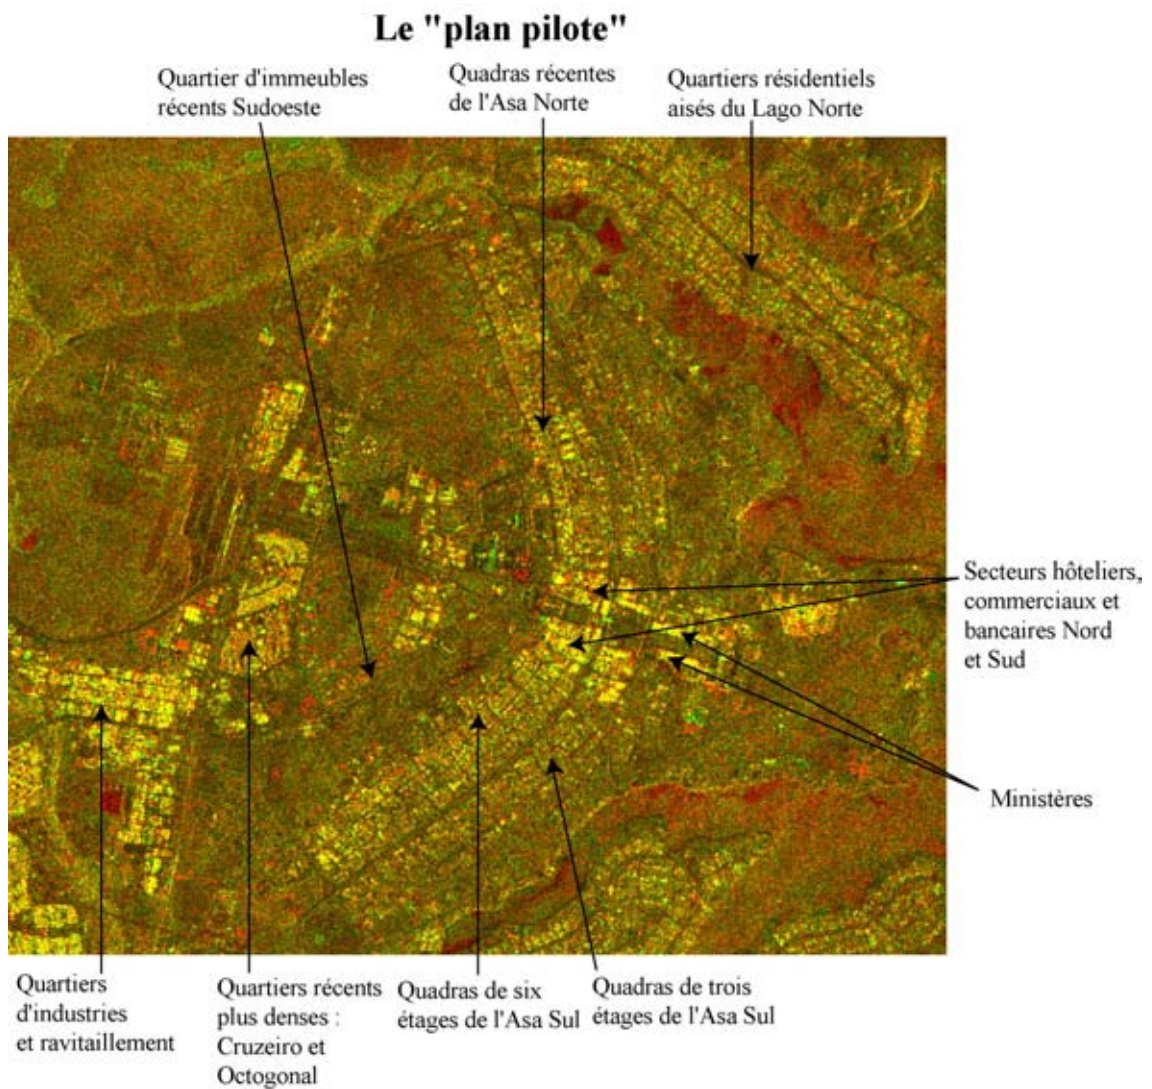 Le "plan pilote"
Quartier d'immeubles
récents Sudoeste
Quadras récentes
de l'Asa Norte
Quartiers résidentiels
aisés du Lago Norte
Secteurs hôteliers,
commerciaux et
bancaires Nord
et Sud
Ministères
Quartiers
d'industries
et ravitaillement
Quartiers récents
plus denses :
Cruzeiro et
Octogonal
Quadras de six
étages de l'Asa Sul
Quadras de trois
étages de l'Asa Sul